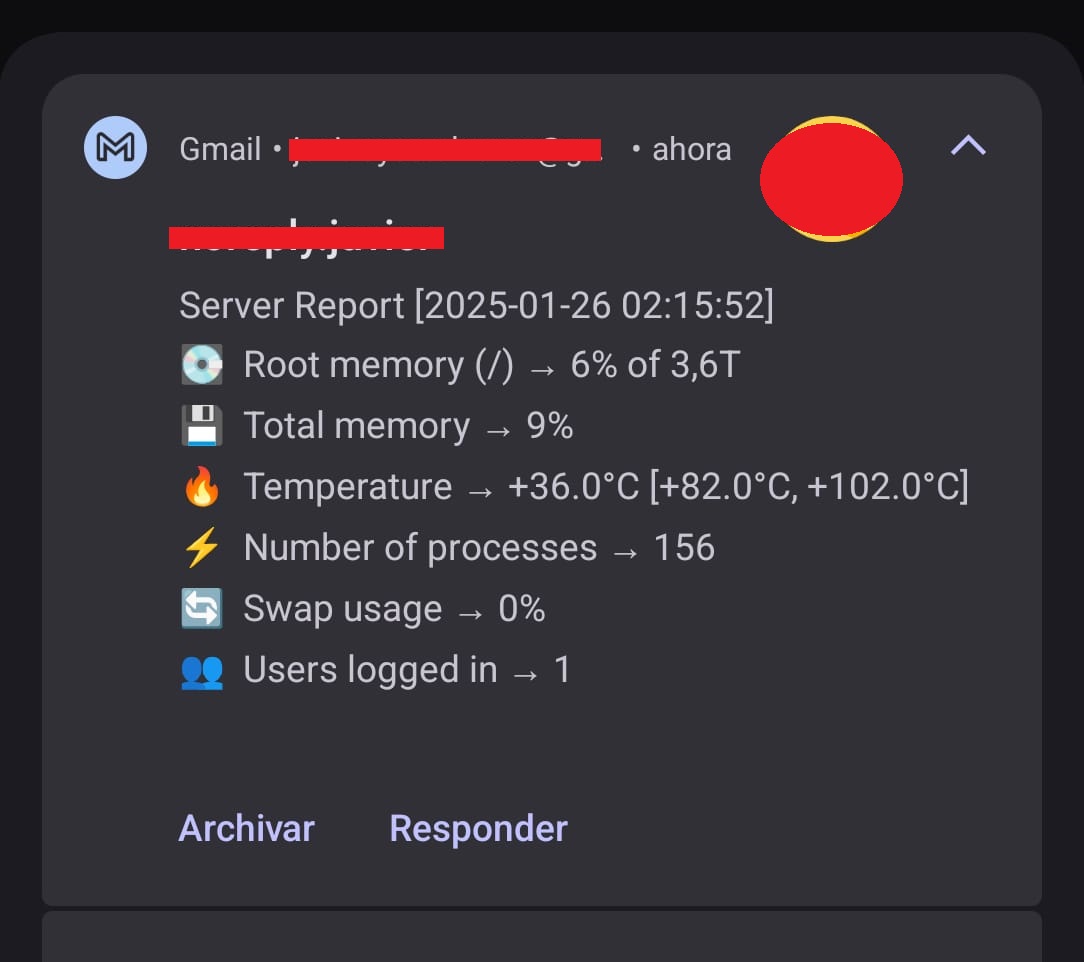 Gmail • • ahora
Server Report [2025-01-26 02:15:52]
Root memory (/) → 6% of 3,6T
Total memory → 9%
Temperature → +36.0°C [+82.0°C, +102.0°C]
Number of processes → 156
Swap usage → 0%
Users logged in → 1
Archivar Responder